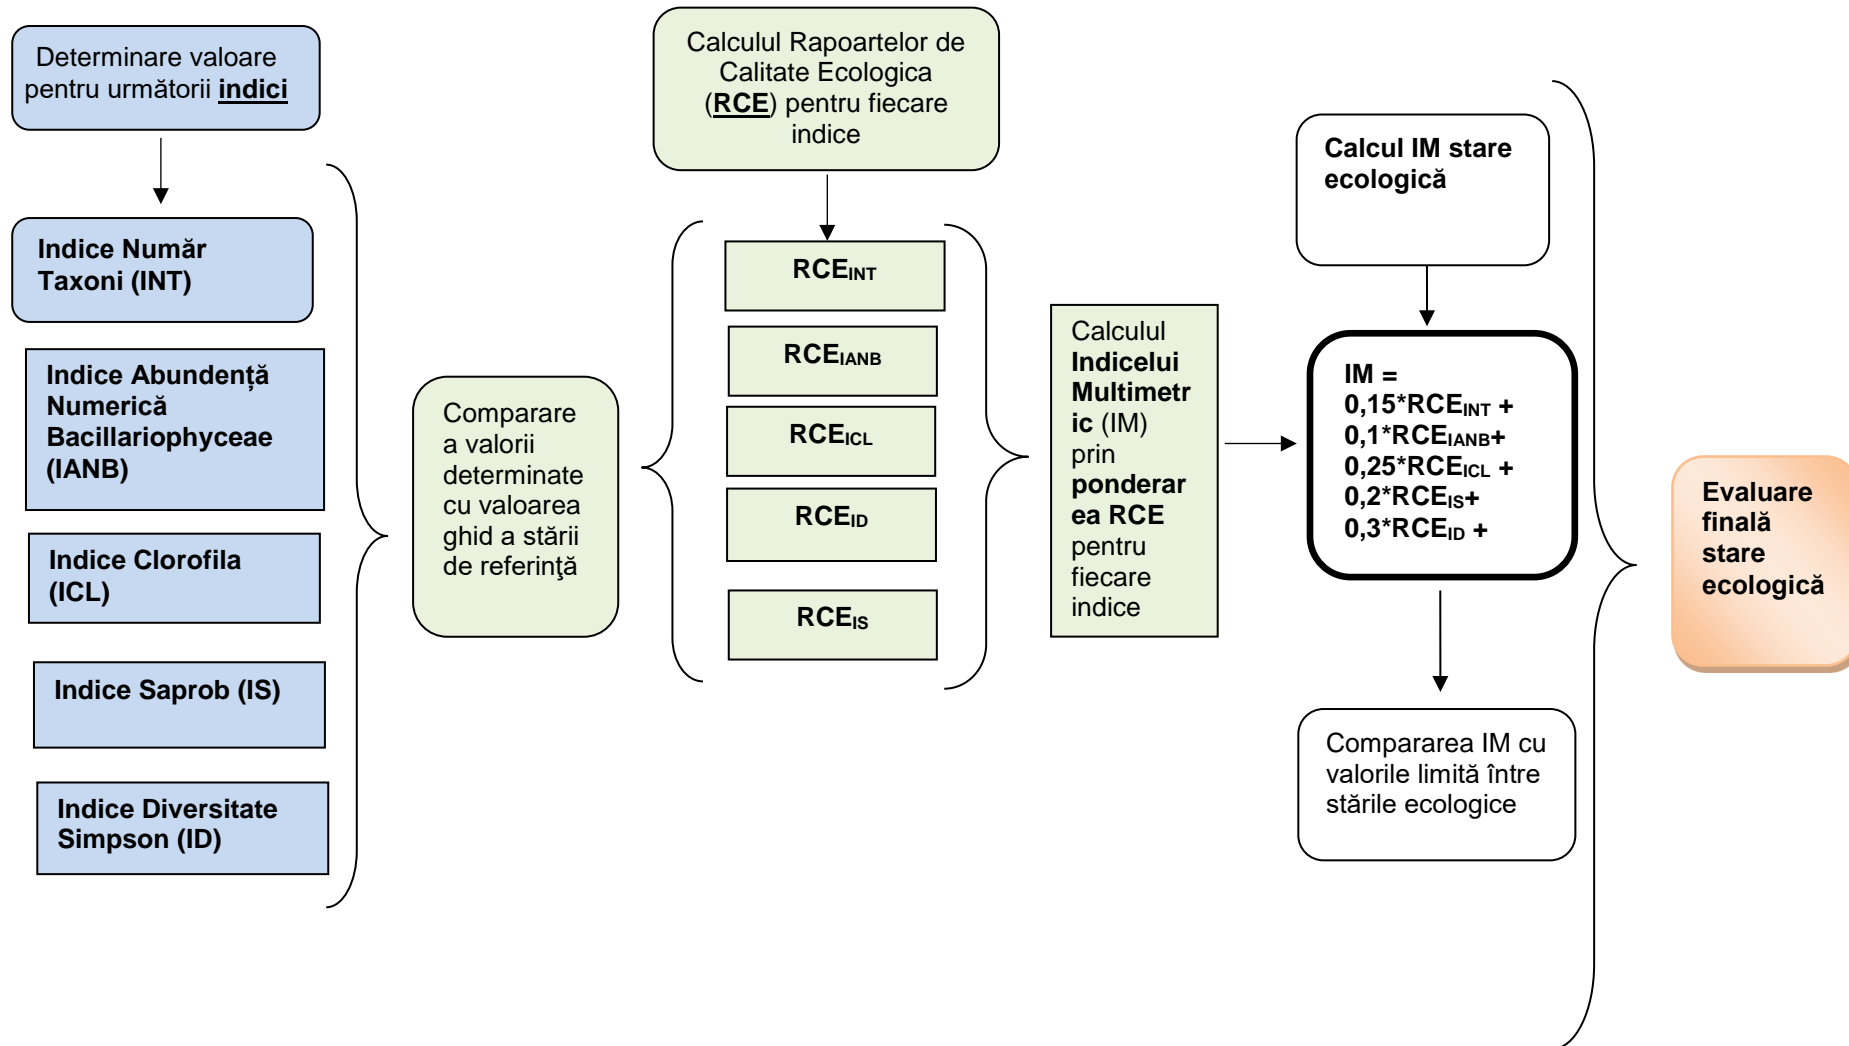 Determinare valoare
pentru următorii indici
Indice Număr
Taxoni (INT)
Indice Abundență
Numerică
Bacillariophyceae
(IANB)
Indice Clorofila
(ICL)
Indice Saprob (IS)
Indice Diversitate
Simpson (ID)
Comparare
a valorii
determinate
cu valoarea
ghid a stării
de referinţă
Calculul Rapoartelor de
Calitate Ecologica
(RCE) pentru fiecare
indice
RCEINT
RCEIANB
RCEICL
RCEID
RCEIS
Calculul
Indicelui
Multimetr
ic (IM)
prin
ponderar
ea RCE
pentru
fiecare
indice
Calcul IM stare
ecologică
IM =
0,15*RCEINT +
0,1*RCEIANB+
0,25*RCEICL +
0,2*RCEIS+
0,3*RCEID +
Compararea IM cu
valorile limită între
stările ecologice
Evaluare
finală
stare
ecologică